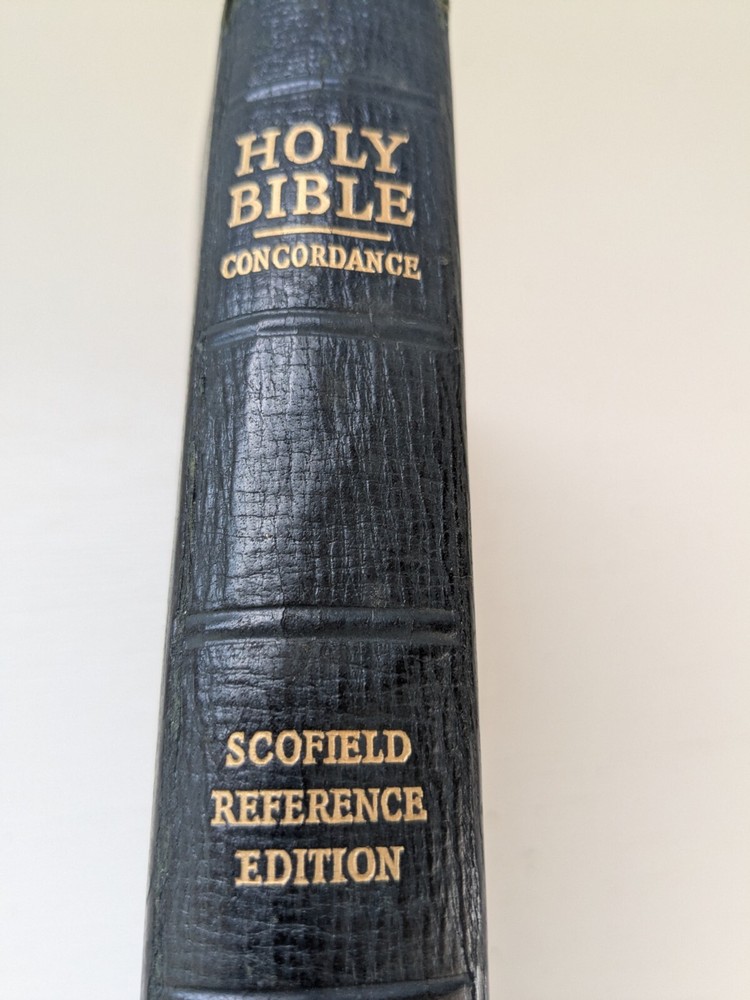 HOLY
BIBLE
CONCORDANCE
SCOFIELD
REFERENCE
EDITION